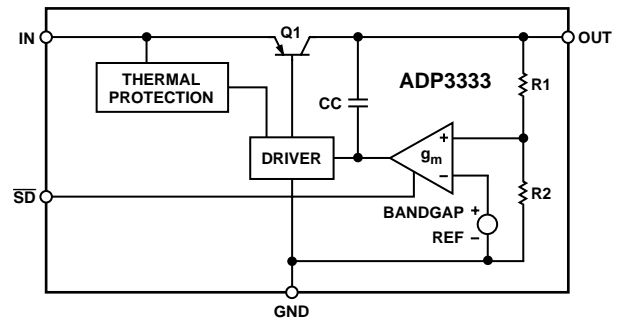 IN
Q1
OUT
THERMAL
PROTECTION
CC
ADP3333
R1
DRIVER
+
gm
–
R2
SD
BANDGAP +
REF –
GND